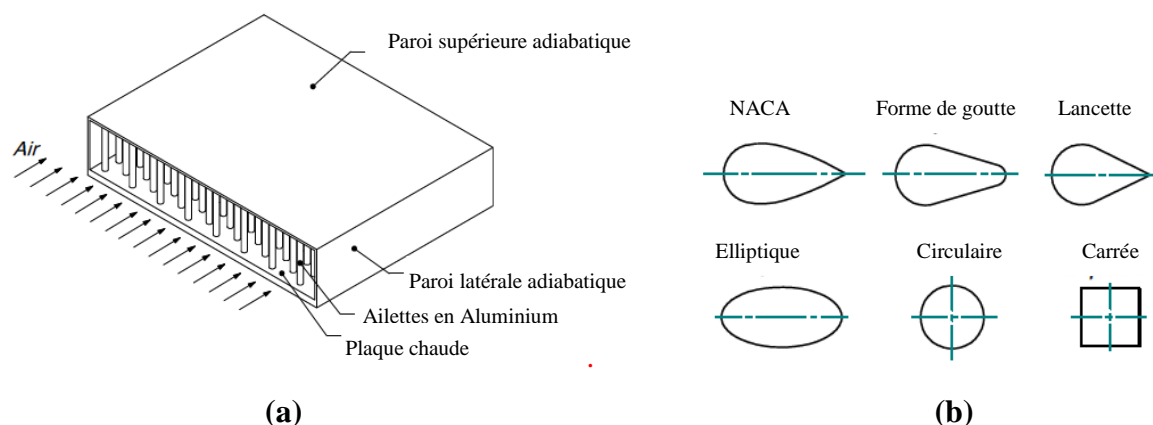 Paroi supérieure adiabatique
Air
Paroi latérale adiabatique
Ailettes en Aluminium
Plaque chaude
(a)
NACA
Forme de goutte
Lancette
Elliptique
Circulaire
Carrée
(b)